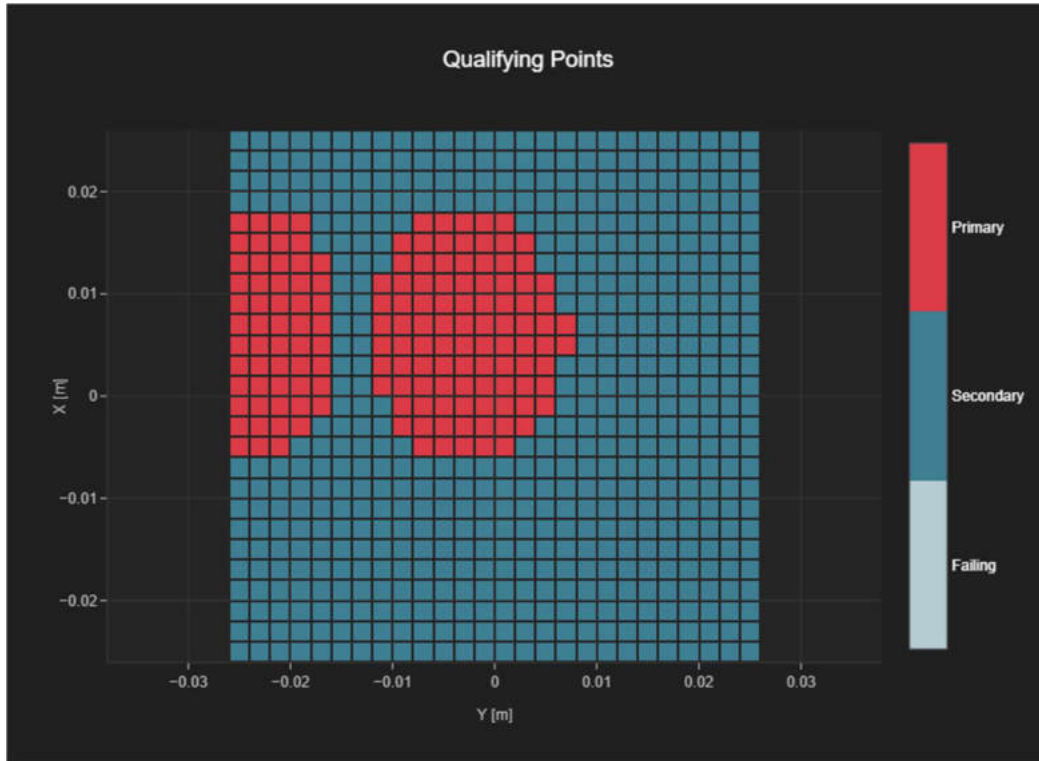 Qualifying Points
0.02
0.01
0
−0.01
−0.02
X [m]
−0.03
−0.02
−0.01
0
0.01
0.02
0.03
Y [m]
Primary
Secondary
Failing